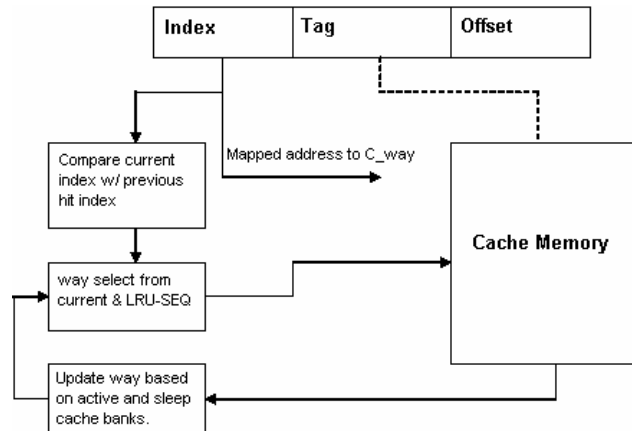 Index Tag Offset
Compare current
index w/ previous
hit index
Mapped address to C_way
way select from
current & LRU-SEQ
Cache Memory
Update way based
on active and sleep
cache banks.